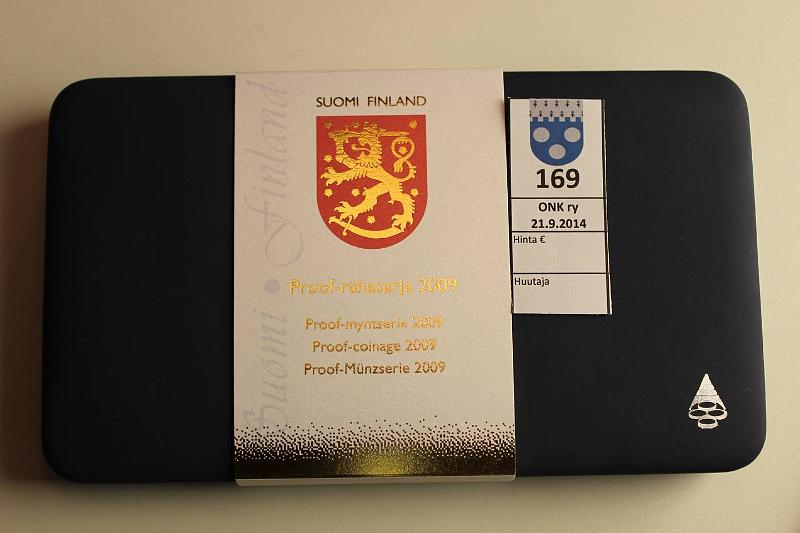 SUOMI FINLAND
Suomi • Finland
Proof-rahasarja 2009
Proof-myntserie 2009
Proof-coinage 2009
Proof-Münzserie 2009
169
ONK ry
21.9.2014
Hinta €
Huutaja